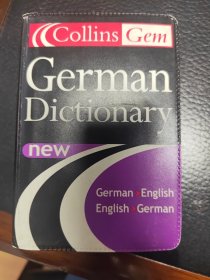 Collins Gem
German
Dictionary
new
German • English
English • German